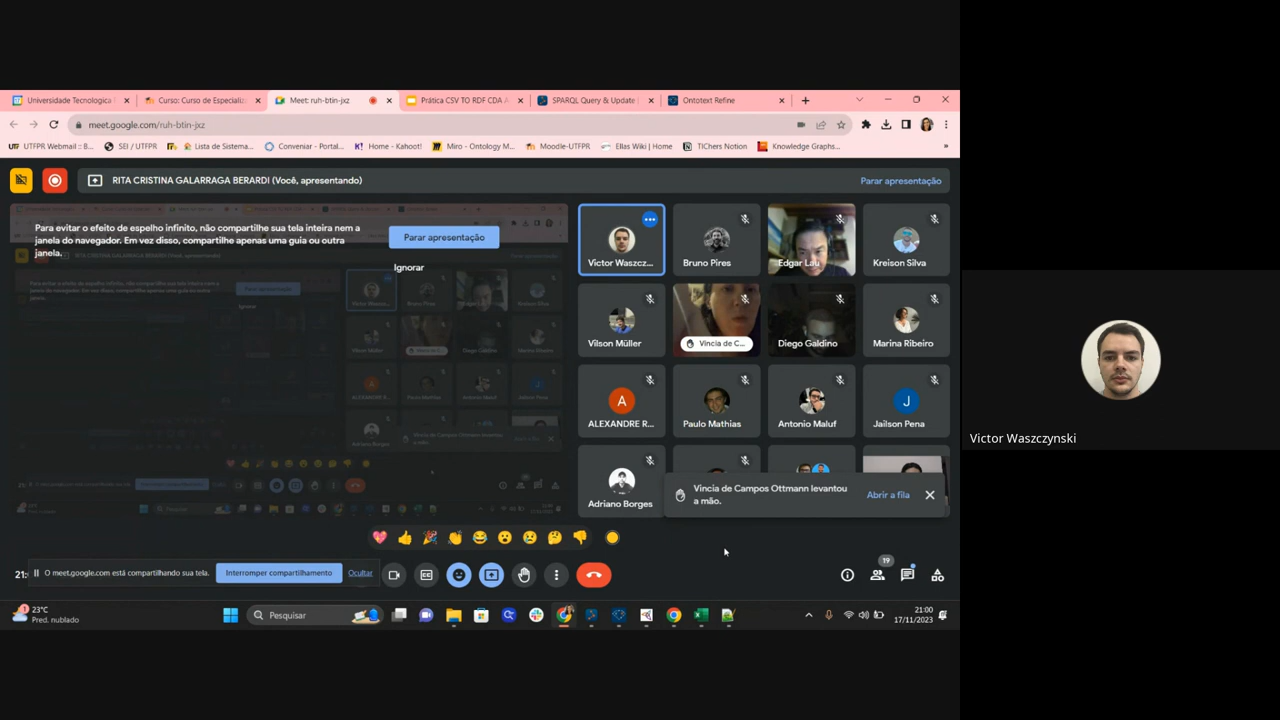 Universidade Tecnologica
Curso: Curso de Especializ
Meet: ruh-btin-jxz
Prática CSV TO RDF CDA A
SPARQL Query & Update
Ontotext Refine
meet.google.com/ruh-btin-jxz
UTFPR Webmail :: B...
SEI / UTFPR
Lista de Sistema...
Conveniar - Portal...
Home - Kahoot!
Miro - Ontology M...
Moodle-UTFPR
Ellas Wiki | Home
TIChers Notion
Knowledge Graphs...
»
RITA CRISTINA GALARRAGA BERARDI (Você, apresentando)
Parar apresentação
Para evitar o efeito de espelho infinito, não compartilhe sua tela inteira nem a
janela do navegador. Em vez disso, compartilhe apenas uma guia ou outra
janela.
Parar apresentação
Ignorar
Victor Waszcz...
Bruno Pires
Edgar Lau
Kreison Silva
Vilson Müller
Vincia de C...
Diego Galdino
Marina Ribeiro
A
ALEXANDRE R...
Paulo Mathias
Antonio Maluf
J
Jailson Pena
Adriano Borges
Vincia de Campos Ottmann levantou
a mão.
Abrir a fila
Victor Waszczynski
21:
O meet.google.com está compartilhando sua tela.
Interromper compartilhamento
Ocultar
19
1
23°C
Pred. nublado
Pesquisar
21:00
17/11/2023